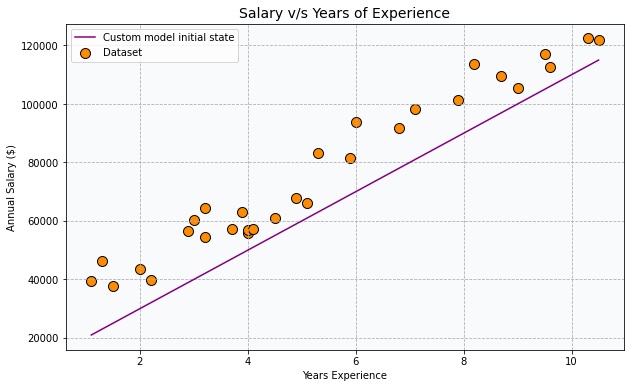 Salary v/s Years of Experience
Custom model initial state
Dataset
Annual Salary ($)
120000
100000
80000
60000
40000
20000
2
4
6
8
10
Years Experience